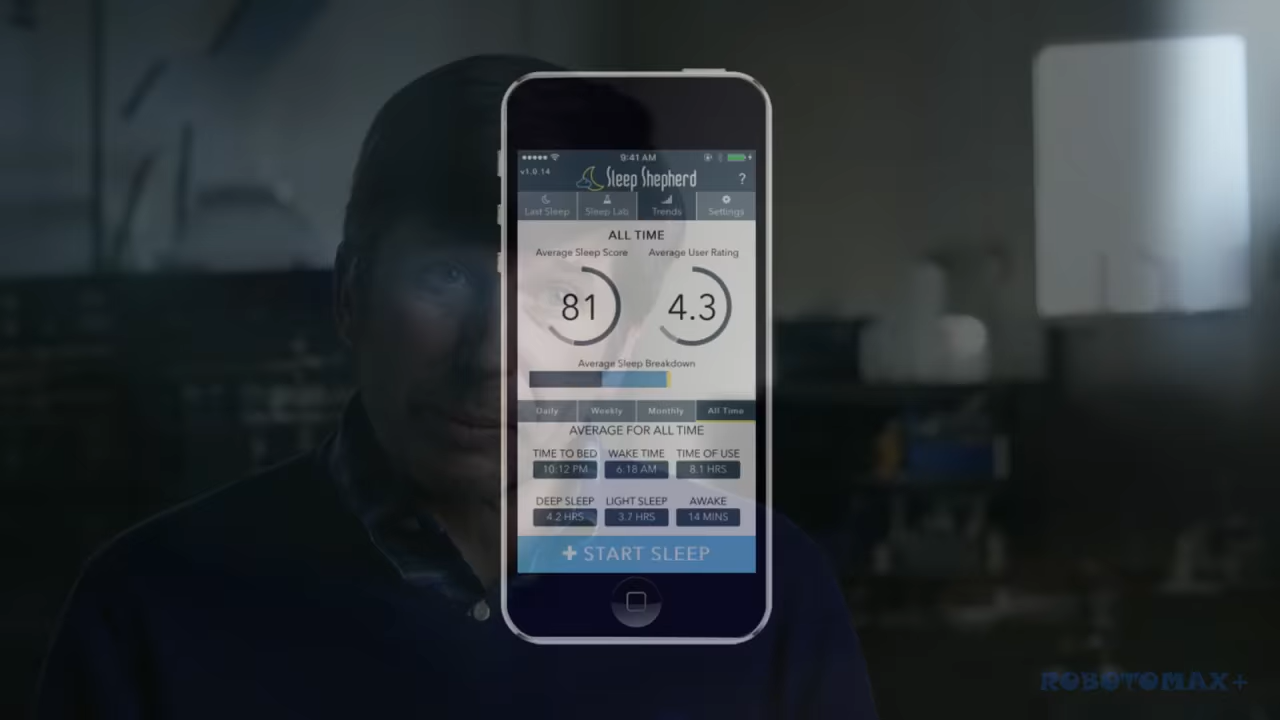 9:41 AM
v1.0.14
Sleep Shepherd
?
Last Sleep Sleep Lab Trends Settings
ALL TIME
Average Sleep Score Average User Rating
81 4.3
Average Sleep Breakdown
Daily Weekly Monthly All Time
AVERAGE FOR ALL TIME
TIME TO BED WAKE TIME TIME OF USE
10:12 PM 6.18 AM 8.1 HRS
DEEP SLEEP LIGHT SLEEP AWAKE
4.2 HRS 3.7 HRS 14 MINS
+ START SLEEP
ROBOTOMAX+